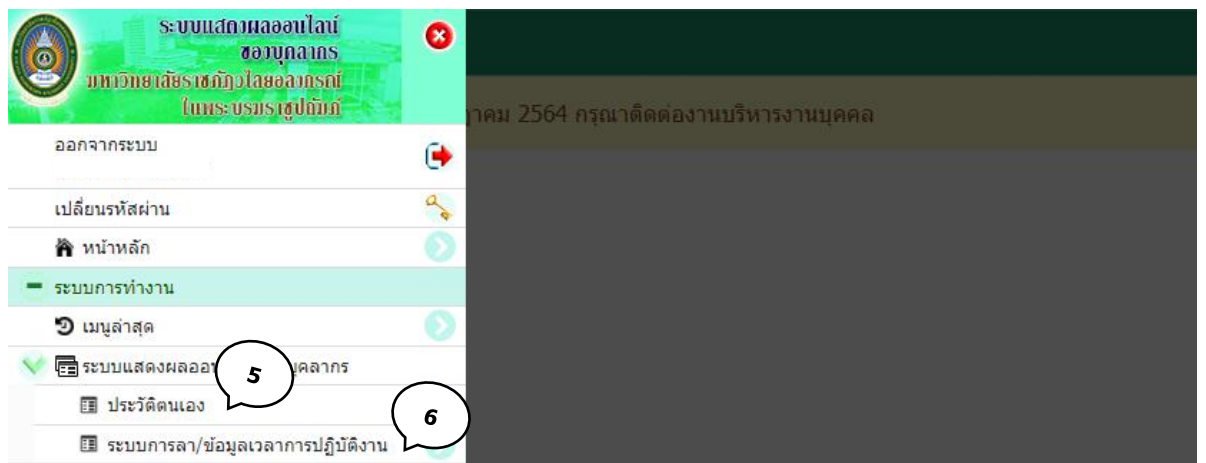 ระบบแสดงผลออนไลน์
ของบุคลากร
มหาวิทยาลัยราชภัฏวไลยอลงกรณ์
ในพระบรมราชูปถัมภ์
2564 กรุณาติดต่องานบริหารงานบุคคล
ออกจากระบบ
เปลี่ยนรหัสผ่าน
หน้าหลัก
ระบบการทำงาน
เมนูล่าสุด
ระบบแสดงผลออ
5
ประวัติตนเอง
6
ระบบการลา/ข้อมูลเวลาการปฏิบัติงาน